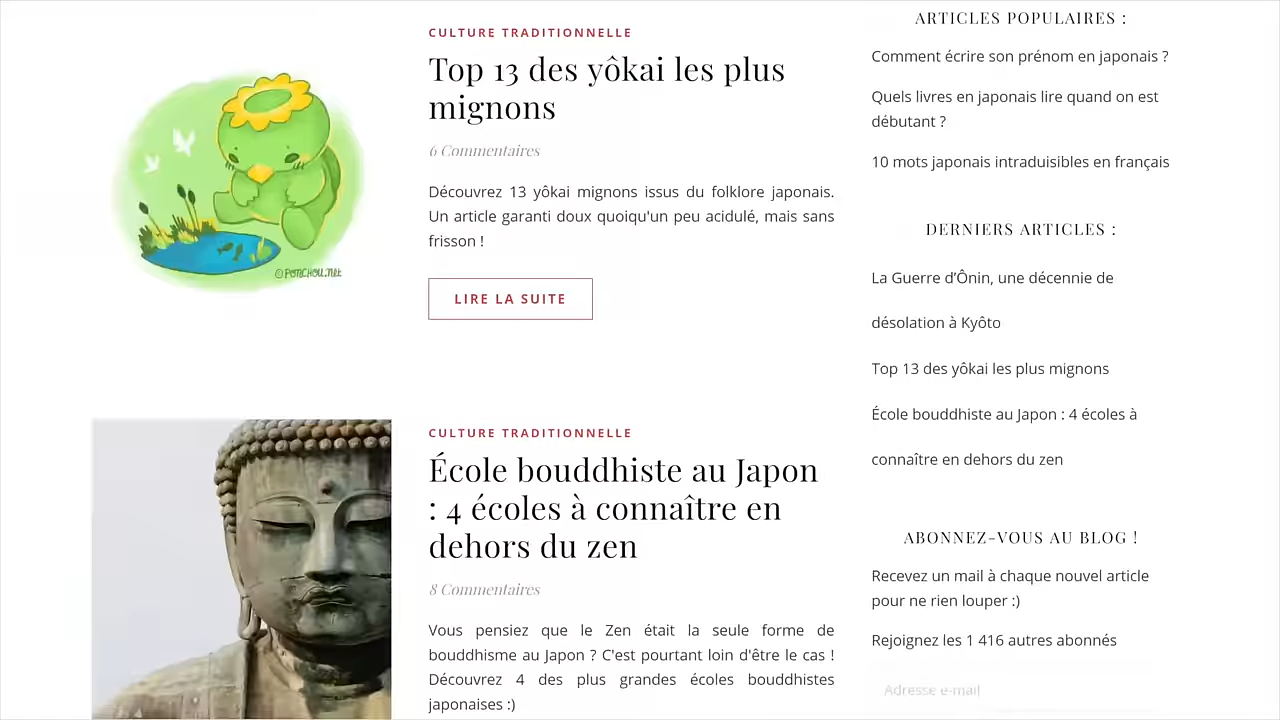 CULTURE TRADITIONNELLE
Top 13 des yôkai les plus
mignons
6 Commentaires
Découvrez 13 yôkai mignons issus du folklore japonais.
Un article garanti doux quoiqu'un peu acidulé, mais sans
frisson !
LIRE LA SUITE
©PONCHOU.NET
CULTURE TRADITIONNELLE
École bouddhiste au Japon
: 4 écoles à connaître en
dehors du zen
8 Commentaires
Vous pensiez que le Zen était la seule forme de
bouddhisme au Japon ? C'est pourtant loin d'être le cas !
Découvrez 4 des plus grandes écoles bouddhistes
japonaises :)
ARTICLES POPULAIRES :
Comment écrire son prénom en japonais ?
Quels livres en japonais lire quand on est
débutant ?
10 mots japonais intraduisibles en français
DERNIERS ARTICLES :
La Guerre d’Ônin, une décennie de
désolation à Kyôto
Top 13 des yôkai les plus mignons
École bouddhiste au Japon : 4 écoles à
connaître en dehors du zen
ABONNEZ-VOUS AU BLOG !
Recevez un mail à chaque nouvel article
pour ne rien louper :)
Rejoignez les 1 416 autres abonnés
Adresse e-mail